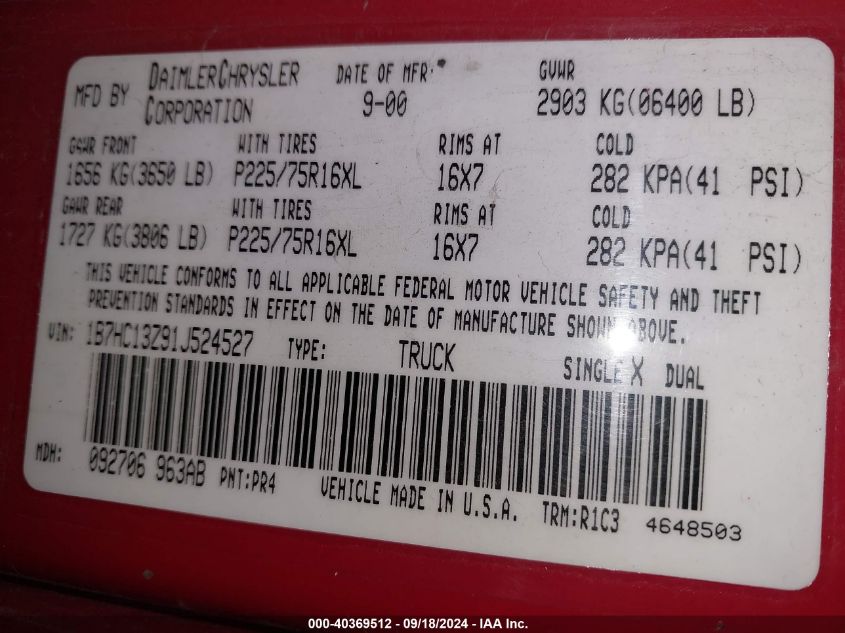 MFD BY DAIMLERCHRYSLER CORPORATION
DATE OF MFR: 9-00
GVWR 2903 KG(06400 LB)
GAWR FRONT WITH TIRES RIMS AT COLD
1656 KG(3650 LB) P225/75R16XL 16X7 282 KPA(41 PSI)
GAWR REAR WITH TIRES RIMS AT COLD
1727 KG(3806 LB) P225/75R16XL 16X7 282 KPA(41 PSI)
THIS VEHICLE CONFORMS TO ALL APPLICABLE FEDERAL MOTOR VEHICLE SAFETY AND THEFT
PREVENTION STANDARDS IN EFFECT ON THE DATE OF MANUFACTURE SHOWN ABOVE.
VIN: 1B7HC13Z91J524527 TYPE: TRUCK SINGLE X DUAL
MDH: 092706 963AB PNT:PR4 VEHICLE MADE IN U.S.A. TRM:R1C3 4648503
000-40369512 - 09/18/2024 - IAA Inc.